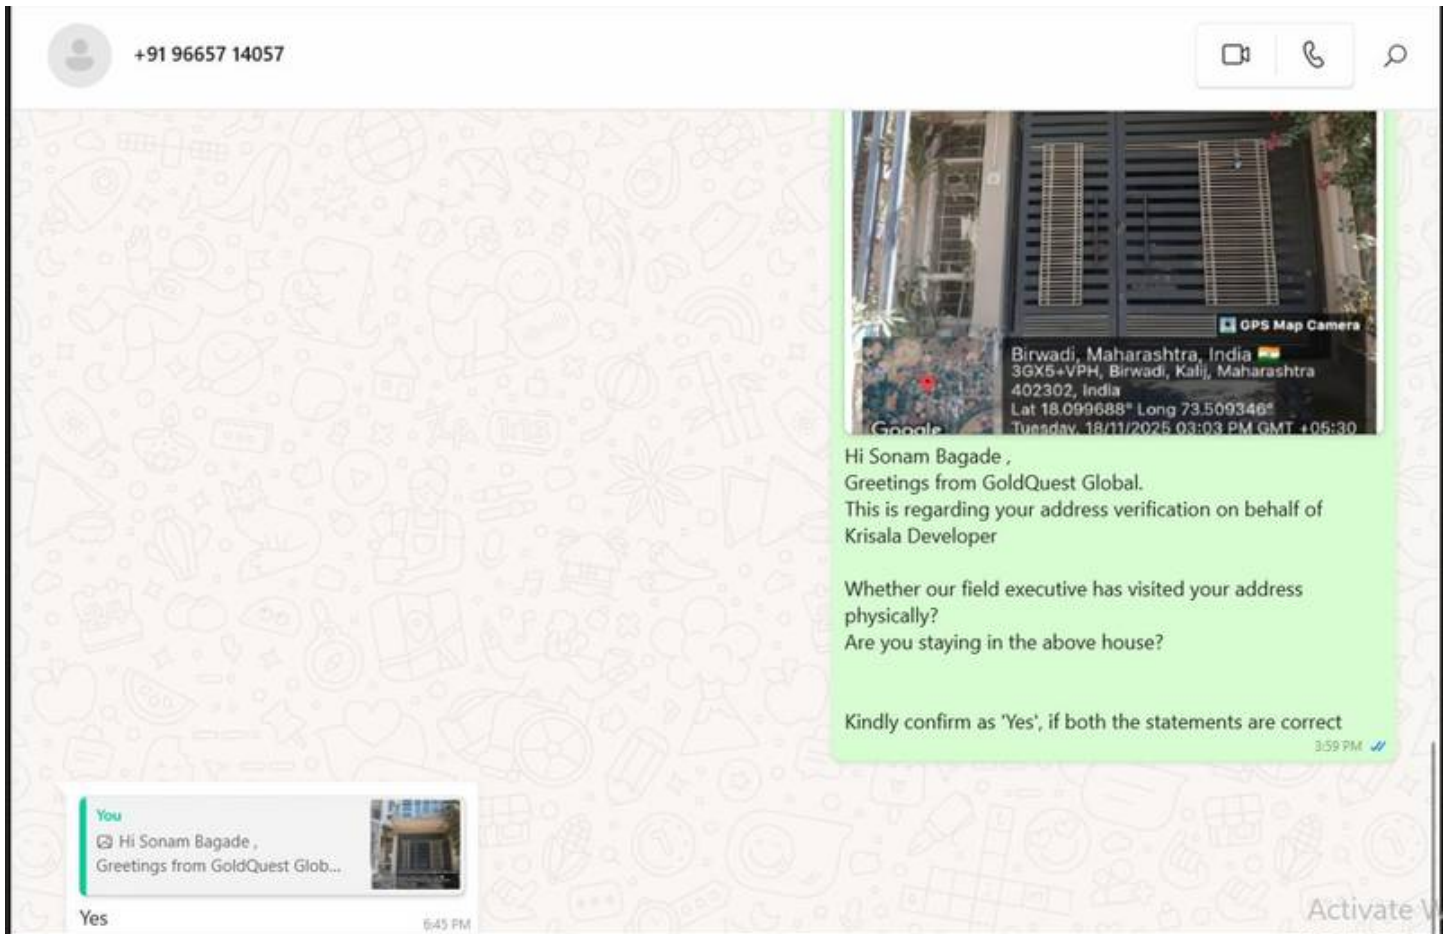 +91 96657 14057
GPS Map Camera
Birwadi, Maharashtra, India
3GX5+VPH, Birwadi, Kalij, Maharashtra
402302, India
Lat 18.099688° Long 73.509346°
Google
Tuesday, 18/11/2025 03:03 PM GMT +05:30
Hi Sonam Bagade ,
Greetings from GoldQuest Global.
This is regarding your address verification on behalf of
Krisala Developer
Whether our field executive has visited your address
physically?
Are you staying in the above house?
Kindly confirm as 'Yes', if both the statements are correct
3:59 PM
You
Hi Sonam Bagade ,
Greetings from GoldQuest Glob...
Yes
6:45 PM
Activate